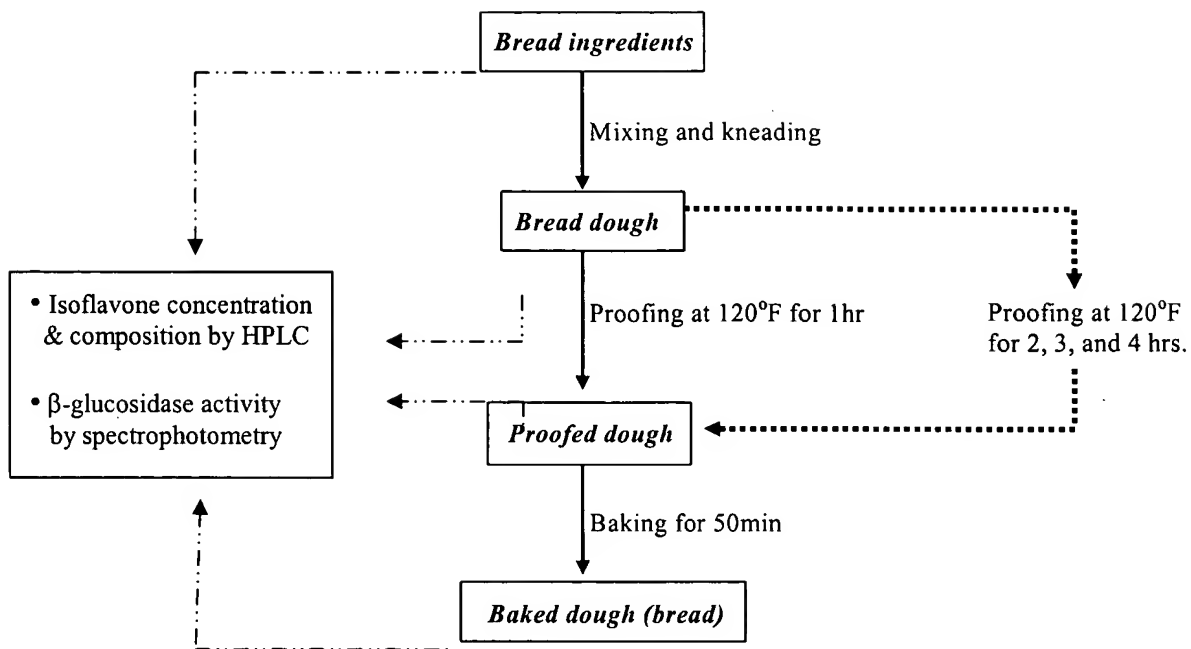 Bread ingredients
Mixing and kneading
Bread dough
• Isoflavone concentration
& composition by HPLC
• β-glucosidase activity
by spectrophotometry
Proofing at 120°F for 1hr
Proofing at 120°F
for 2, 3, and 4 hrs.
Proofed dough
Baking for 50min
Baked dough (bread)